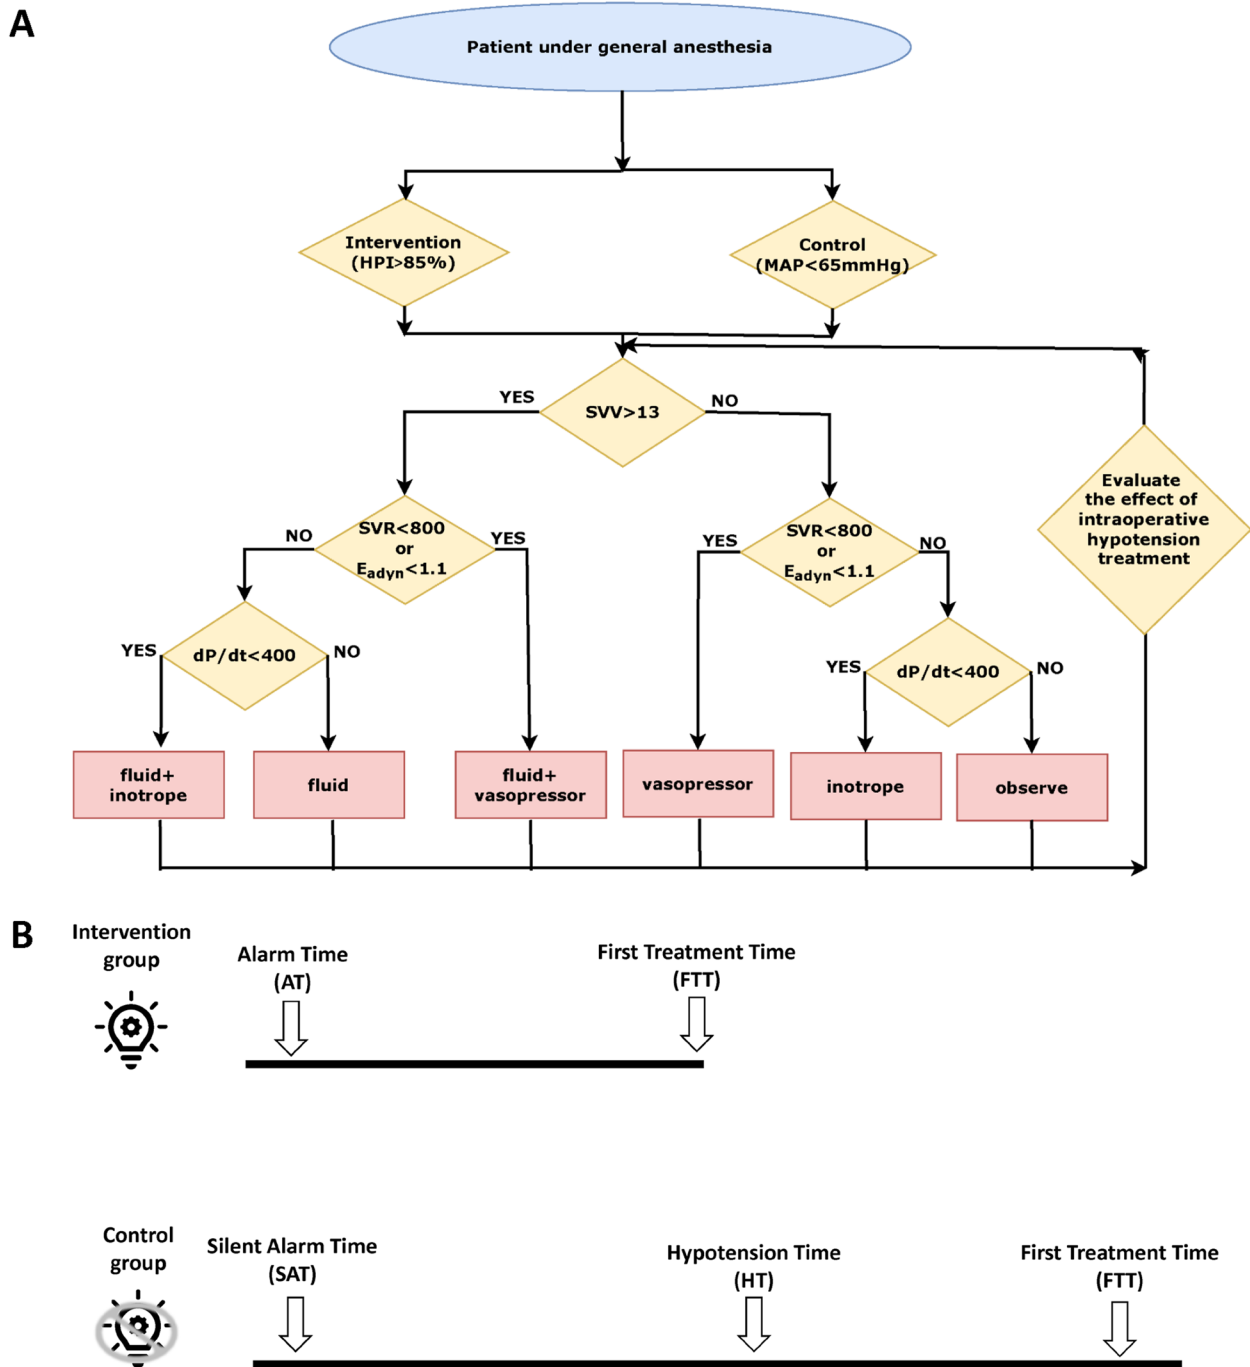 A
Patient under general anesthesia
Intervention
(HPI>85%)
Control
(MAP<65mmHg)
YES
SVV>13
NO
Evaluate
the effect of
intraoperative
hypotension
treatment
NO
SVR<800
or
Eadyn<1.1
YES
YES
SVR<800
or
Eadyn<1.1
NO
YES
dP/dt<400
NO
YES
dP/dt<400
NO
fluid+
inotrope
fluid
fluid+
vasopressor
vasopressor
inotrope
observe
B
Intervention
group
Alarm Time
(AT)
First Treatment Time
(FTT)
Control
group
Silent Alarm Time
(SAT)
Hypotension Time
(HT)
First Treatment Time
(FTT)